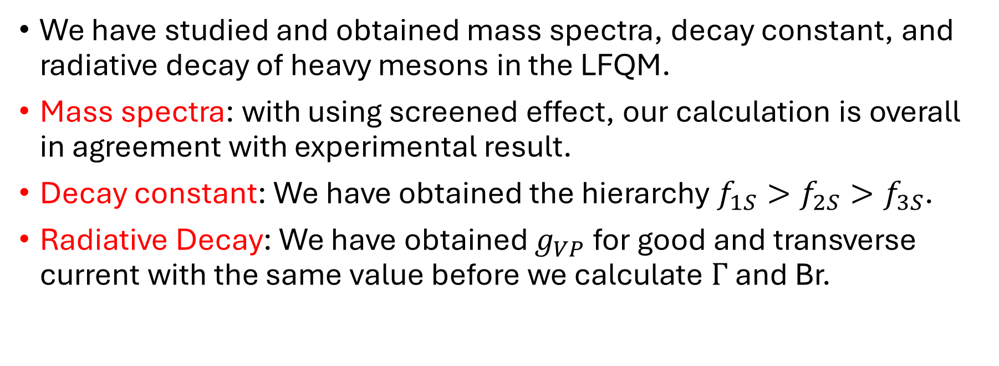 • We have studied and obtained mass spectra, decay constant, and
radiative decay of heavy mesons in the LFQM.
• Mass spectra: with using screened effect, our calculation is overall
in agreement with experimental result.
• Decay constant: We have obtained the hierarchy $f_{1S} > f_{2S} > f_{3S}$.
• Radiative Decay: We have obtained $g_{VP}$ for good and transverse
current with the same value before we calculate Γ and Br.